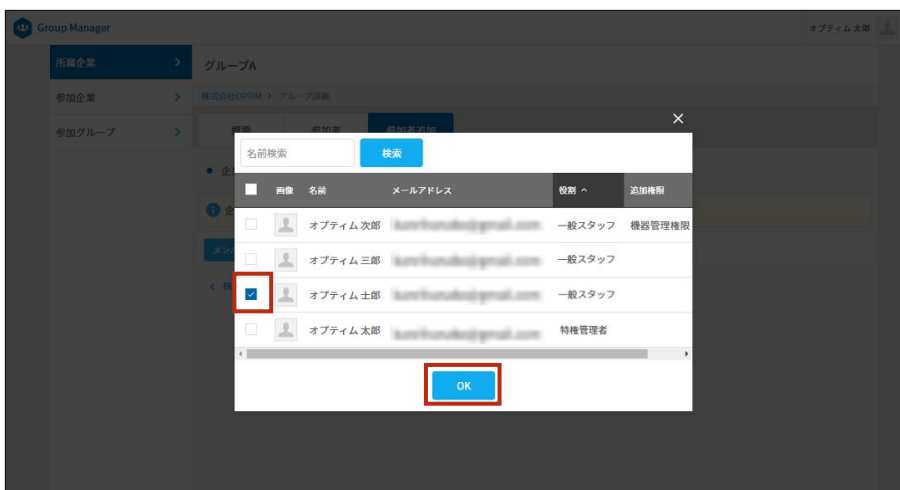 Group Manager
オプティム 太郎
所属企業
グループA
参加企業
株式会社OPTiM > グループ詳細
参加グループ
概要 参加者 参加者追加
名前検索 検索
画像 名前 メールアドレス 役割 追加権限
オプティム 次郎 一般スタッフ 機器管理権限
オプティム 三郎 一般スタッフ
オプティム 士郎 一般スタッフ
オプティム 太郎 特権管理者
OK